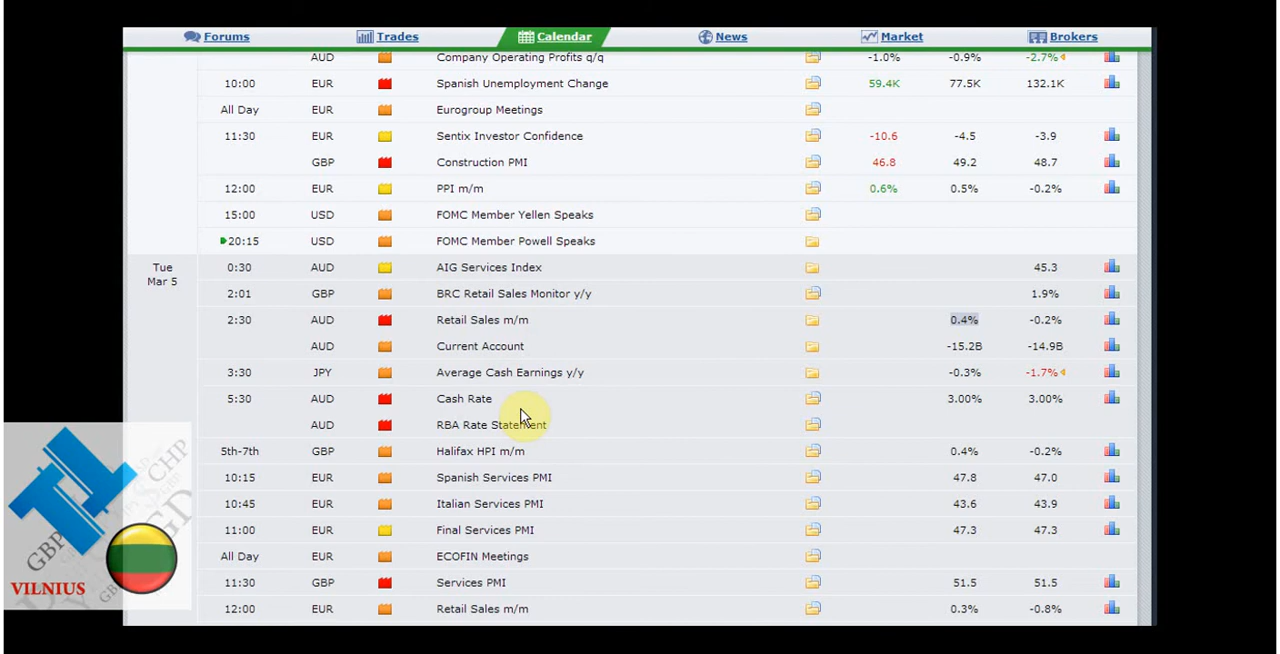 Forums Trades Calendar News Market Brokers
AUD Company Operating Profits q/q -1.0% -0.9% -2.7%
10:00 EUR Spanish Unemployment Change 59.4K 77.5K 132.1K
All Day EUR Eurogroup Meetings
11:30 EUR Sentix Investor Confidence -10.6 -4.5 -3.9
GBP Construction PMI 46.8 49.2 48.7
12:00 EUR PPI m/m 0.6% 0.5% -0.2%
15:00 USD FOMC Member Yellen Speaks
20:15 USD FOMC Member Powell Speaks
Tue 0:30 AUD AIG Services Index 45.3
Mar 5
2:01 GBP BRC Retail Sales Monitor y/y 1.9%
2:30 AUD Retail Sales m/m 0.4% -0.2%
AUD Current Account -15.2B -14.9B
3:30 JPY Average Cash Earnings y/y -0.3% -1.7%
5:30 AUD Cash Rate 3.00% 3.00%
AUD RBA Rate Statement
5th-7th GBP Halifax HPI m/m 0.4% -0.2%
10:15 EUR Spanish Services PMI 47.8 47.0
10:45 EUR Italian Services PMI 43.6 43.9
11:00 EUR Final Services PMI 47.3 47.3
All Day EUR ECOFIN Meetings
11:30 GBP Services PMI 51.5 51.5
12:00 EUR Retail Sales m/m 0.3% -0.8%
CHP
GBP
VILNIUS